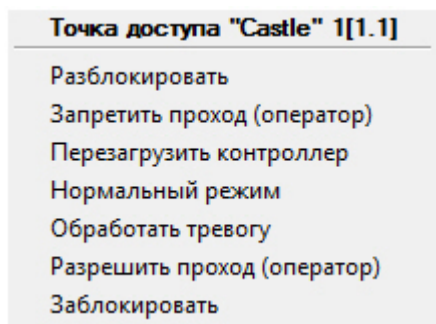 Точка доступа "Castle" 1[1.1]
Разблокировать
Запретить проход (оператор)
Перезагрузить контроллер
Нормальный режим
Обработать тревогу
Разрешить проход (оператор)
Заблокировать